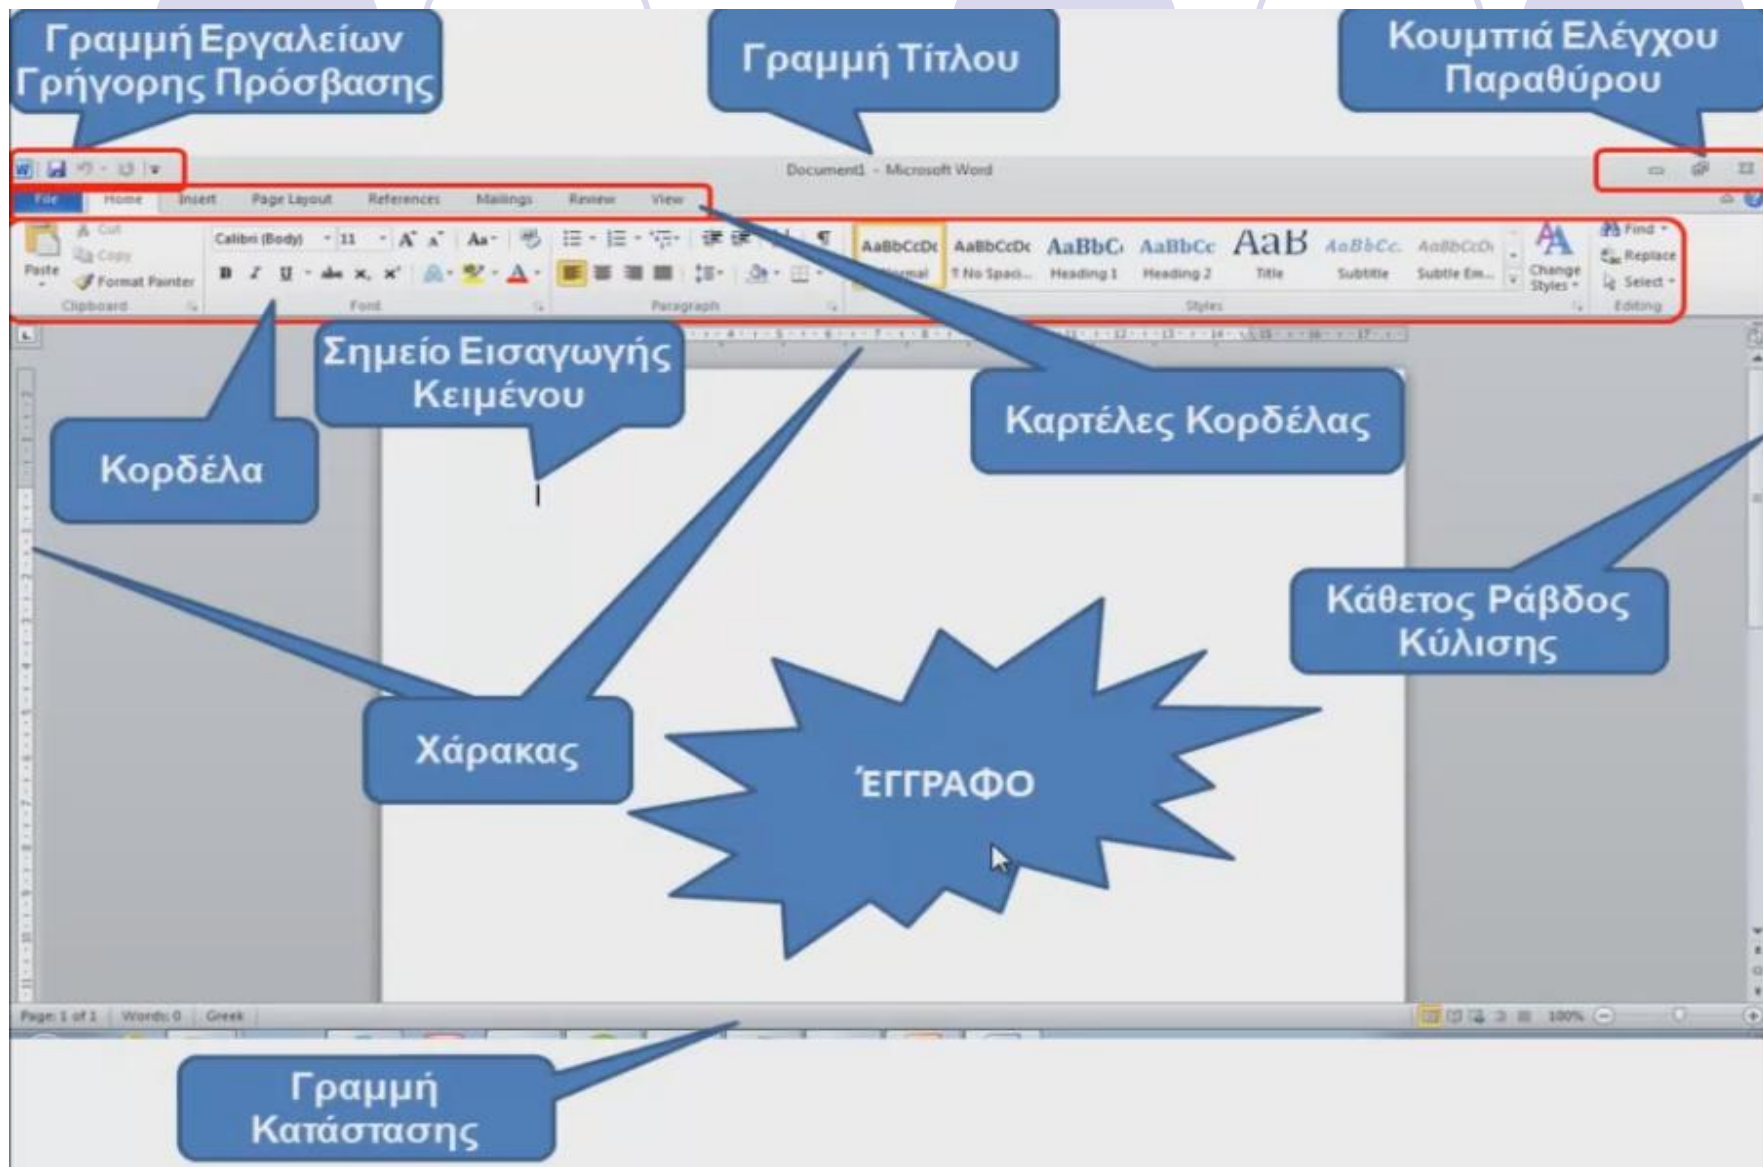 Γραμμή Εργαλείων
Γρήγορης Πρόσβασης
Γραμμή Τίτλου
Κουμπιά Ελέγχου
Παραθύρου
Document1 - Microsoft Word
File Home Insert Page Layout References Mailings Review View
Cut
Copy
Paste
Format Painter
Clipboard
Calibri (Body) 11
Font
Paragraph
AaBbCcDc AaBbCcDc AaBbC AaBbCc AaB AaBbCc. AaBbCcDc
Normal ¶ No Spaci... Heading 1 Heading 2 Title Subtitle Subtle Em...
Change
Styles
Styles
Find
Replace
Select
Editing
Σημείο Εισαγωγής
Κειμένου
Κορδέλα
Καρτέλες Κορδέλας
Κάθετος Ράβδος
Κύλισης
Χάρακας
ΈΓΓΡΑΦΟ
Page: 1 of 1 Words: 0 Greek 100%
Γραμμή
Κατάστασης